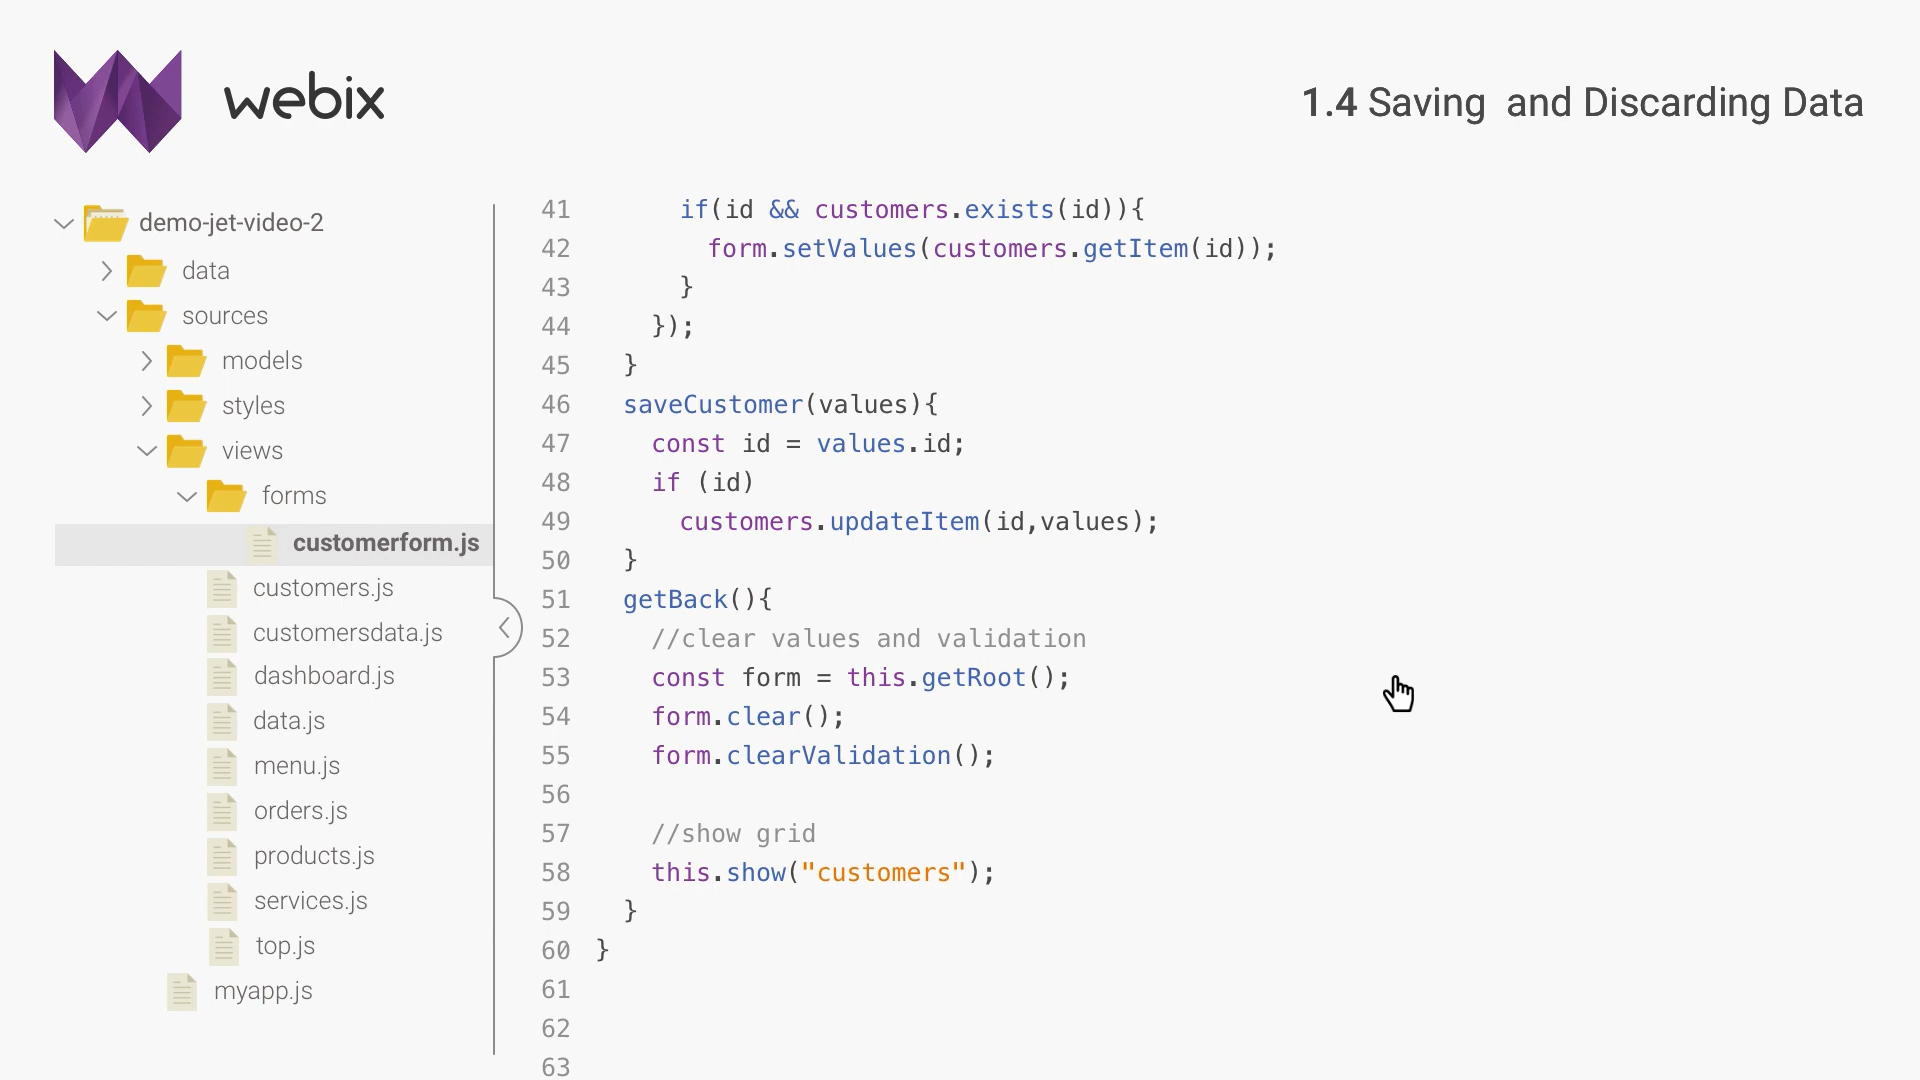 webix
1.4 Saving and Discarding Data
demo-jet-video-2
data
sources
models
styles
views
forms
customerform.js
customers.js
customersdata.js
dashboard.js
data.js
menu.js
orders.js
products.js
services.js
top.js
myapp.js
41 if(id && customers.exists(id)){
42 form.setValues(customers.getItem(id));
43 }
44 });
45 }
46 saveCustomer(values){
47 const id = values.id;
48 if (id)
49 customers.updateItem(id,values);
50 }
51 getBack(){
52 //clear values and validation
53 const form = this.getRoot();
54 form.clear();
55 form.clearValidation();
56
57 //show grid
58 this.show("customers");
59 }
60 }
61
62
63